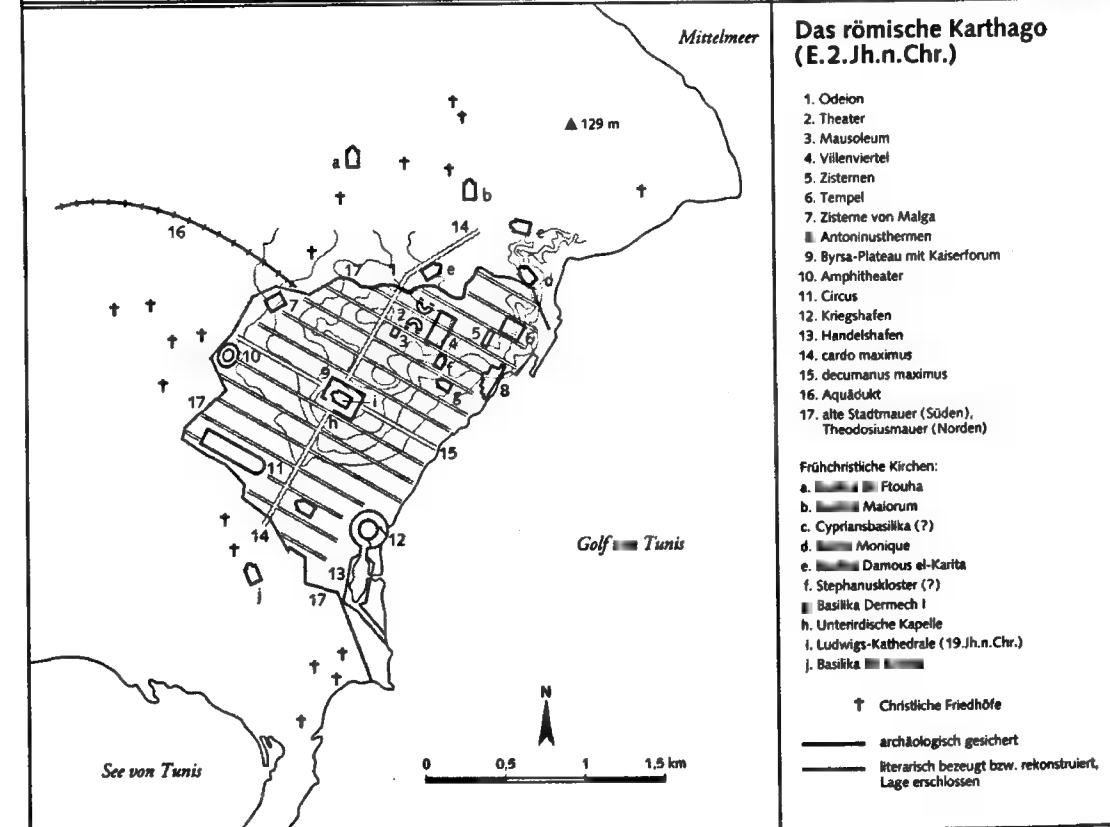 Mittelmeer
129 m
a
b
14
16
c
17
1
e
d
7
2
3
4
5
6
10
f
g
8
9
i
h
17
15
11
14
12
13
17
j
Golf Tunis
N
0 0,5 1 1,5 km
See von Tunis
Das römische Karthago
(E.2.Jh.n.Chr.)
1. Odeion
2. Theater
3. Mausoleum
4. Villenviertel
5. Zisternen
6. Tempel
7. Zisterne von Malga
Antoninusthermen
9. Byrsa-Plateau mit Kaiserforum
10. Amphitheater
11. Circus
12. Kriegshafen
13. Handelshafen
14. cardo maximus
15. decumanus maximus
16. Aquädukt
17. alte Stadtmauer (Süden),
Theodosiusmauer (Norden)
Frühchristliche Kirchen:
a. Ftouha
b. Maiorum
c. Cypriansbasilika (?)
d. Monique
e. Damous el-Karita
f. Stephanuskloster (?)
Basilika Dermech I
h. Unterirdische Kapelle
i. Ludwigs-Kathedrale (19.Jh.n.Chr.)
j. Basilika
† Christliche Friedhöfe
archäologisch gesichert
literarisch bezeugt bzw. rekonstruiert,
Lage erschlossen